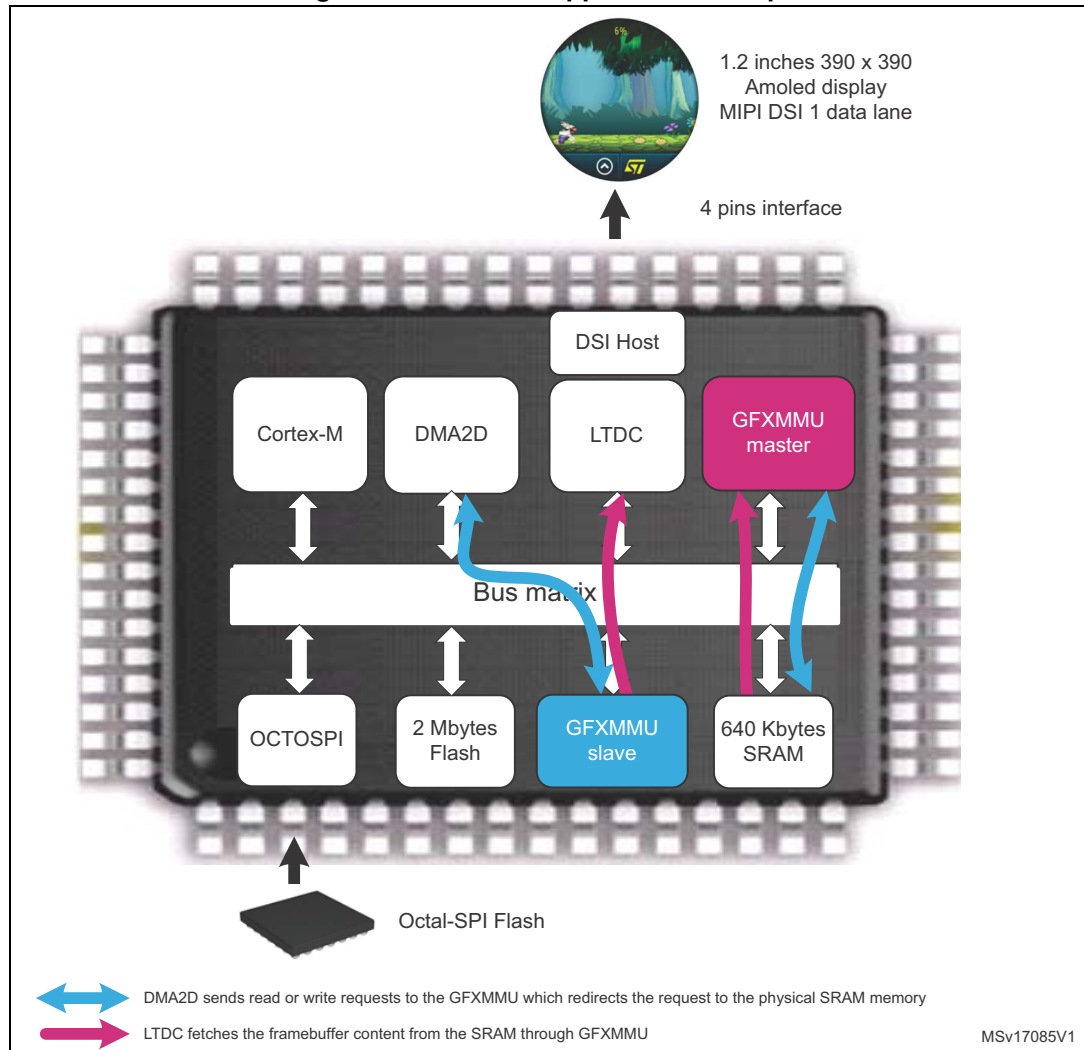 6%
1.2 inches 390 x 390
Amoled display
MIPI DSI 1 data lane
ST
4 pins interface
DSI Host
Cortex-M
DMA2D
LTDC
GFXMMU
master
Bus matrix
OCTOSPI
2 Mbytes
Flash
GFXMMU
slave
640 Kbytes
SRAM
Octal-SPI Flash
DMA2D sends read or write requests to the GFXMMU which redirects the request to the physical SRAM memory
LTDC fetches the framebuffer content from the SRAM through GFXMMU
MSv17085V1